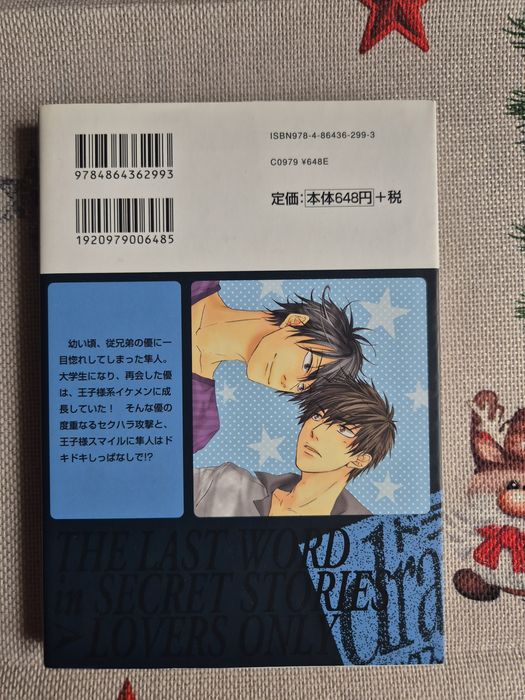 ISBN978-4-86436-299-3
C0979 ¥648E
定価:本体648円+税
9784864362993
1920979006485
幼い頃、従兄弟の優に一
目惚れしてしまった隼人。
大学生になり、再会した優
は、王子様系イケメンに成
長していた! そんな優の
度重なるセクハラ攻撃と、
王子様スマイルに隼人はド
キドキしっぱなしで!?
THE LAST WORD
in SECRET STORIES
> LOVERS ONLY
dra